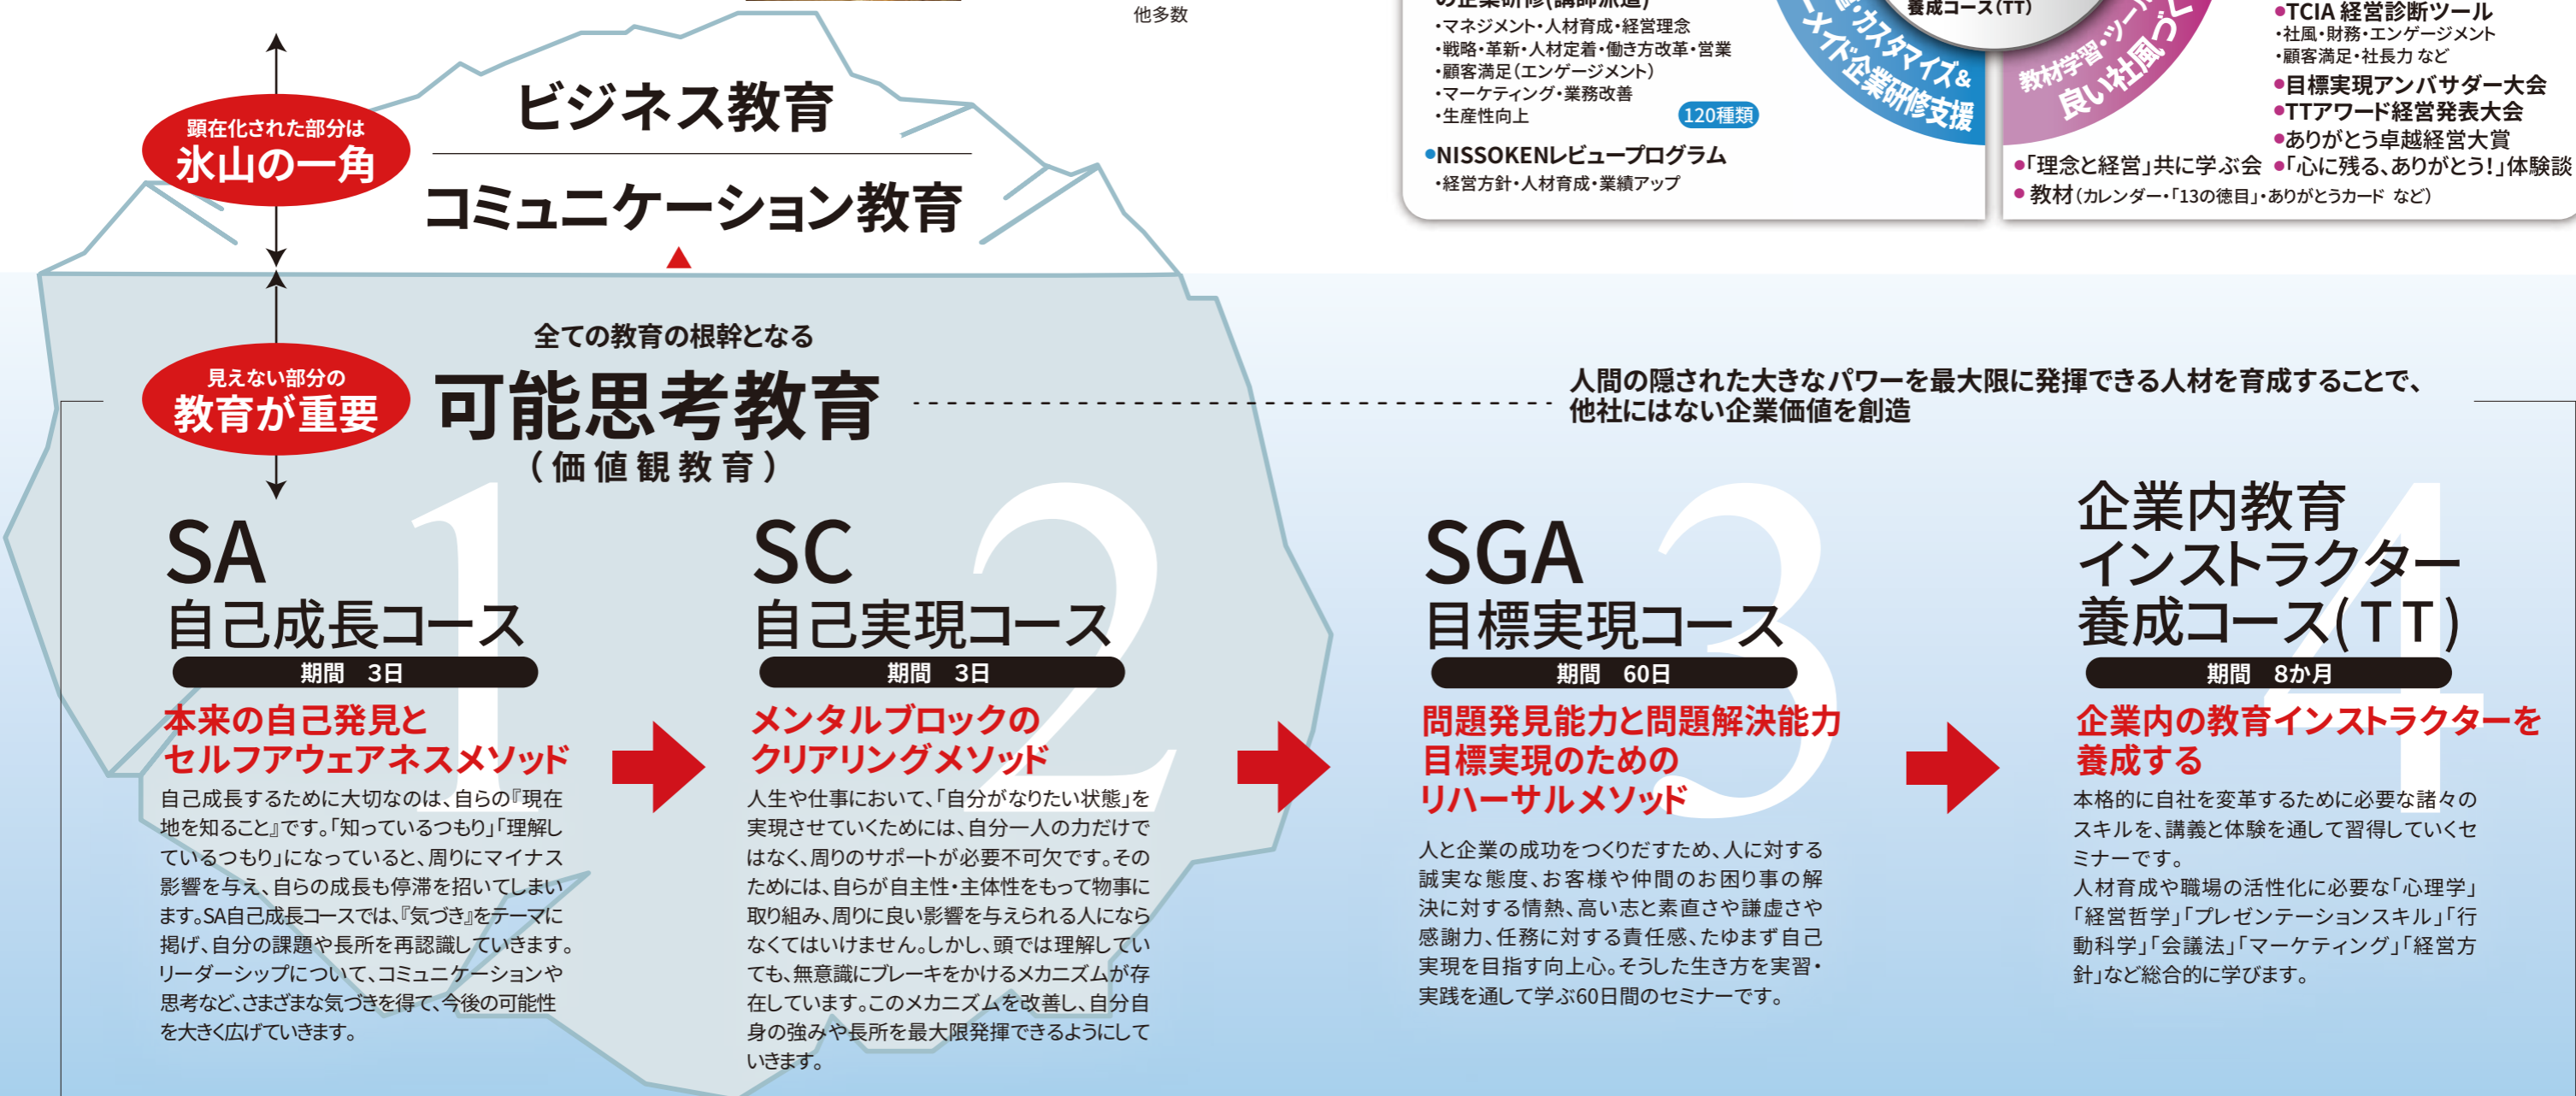 他多数
の企業研修(講師派遣)
・マネジメント・人材育成・経営理念
・戦略・革新・人材定着・働き方改革・営業
・顧客満足(エンゲージメント)
・マーケティング・業務改善
・生産性向上
120種類
●NISSOKENレビュープログラム
・経営方針・人材育成・業績アップ
養成コース(TT)
カスタマイズ&
メイド企業研修支援
教材学習・ツール
良い社風づく
●TCIA 経営診断ツール
・社風・財務・エンゲージメント
・顧客満足・社長力 など
●目標実現アンバサダー大会
●TTアワード経営発表大会
●ありがとう卓越経営大賞
●「理念と経営」共に学ぶ会 ●「心に残る、ありがとう!」体験談
● 教材(カレンダー・「13の徳目」・ありがとうカード など)
顕在化された部分は
氷山の一角
ビジネス教育
コミュニケーション教育
見えない部分の
教育が重要
全ての教育の根幹となる
可能思考教育
(価値観教育)
人間の隠された大きなパワーを最大限に発揮できる人材を育成することで、
他社にはない企業価値を創造
1
SA
自己成長コース
期間 3日
本来の自己発見と
セルフアウェアネスメソッド
自己成長するために大切なのは、自らの『現在
地を知ること』です。「知っているつもり」「理解し
ているつもり」になっていると、周りにマイナス
影響を与え、自らの成長も停滞を招いてしまい
ます。SA自己成長コースでは、『気づき』をテーマに
掲げ、自分の課題や長所を再認識していきます。
リーダーシップについて、コミュニケーションや
思考など、さまざまな気づきを得て、今後の可能性
を大きく広げていきます。
2
SC
自己実現コース
期間 3日
メンタルブロックの
クリアリングメソッド
人生や仕事において、「自分がなりたい状態」を
実現させていくためには、自分一人の力だけで
はなく、周りのサポートが必要不可欠です。その
ためには、自らが自主性・主体性をもって物事に
取り組み、周りに良い影響を与えられる人になら
なくてはいけません。しかし、頭では理解してい
ても、無意識にブレーキをかけるメカニズムが存
在しています。このメカニズムを改善し、自分自
身の強みや長所を最大限発揮できるようにして
いきます。
3
SGA
目標実現コース
期間 60日
問題発見能力と問題解決能力
目標実現のための
リハーサルメソッド
人と企業の成功をつくりだすため、人に対する
誠実な態度、お客様や仲間のお困り事の解
決に対する情熱、高い志と素直さや謙虚さや
感謝力、任務に対する責任感、たゆまず自己
実現を目指す向上心。そうした生き方を実習・
実践を通して学ぶ60日間のセミナーです。
4
企業内教育
インストラクター
養成コース(TT)
期間 8か月
企業内の教育インストラクターを
養成する
本格的に自社を変革するために必要な諸々の
スキルを、講義と体験を通して習得していくセ
ミナーです。
人材育成や職場の活性化に必要な「心理学」
「経営哲学」「プレゼンテーションスキル」「行
動科学」「会議法」「マーケティング」「経営方
針」など総合的に学びます。